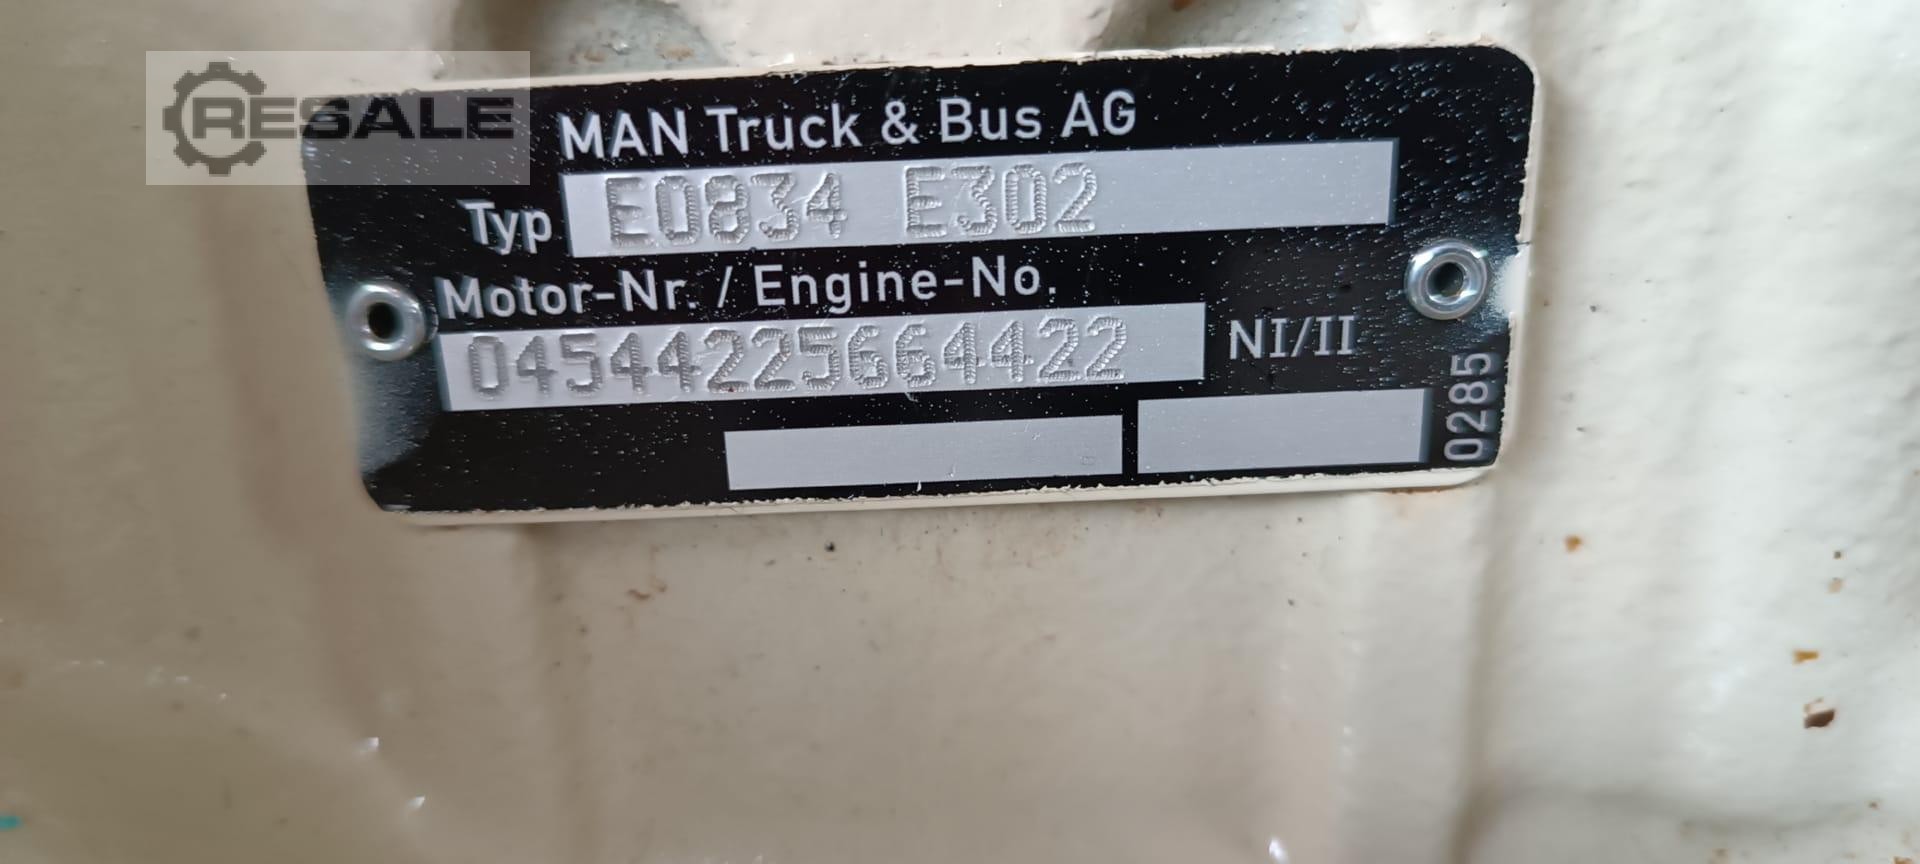 RESALE
MAN Truck & Bus AG
Typ E0834 E302
Motor-Nr. / Engine-No.
04544225664422 NI/II
0285